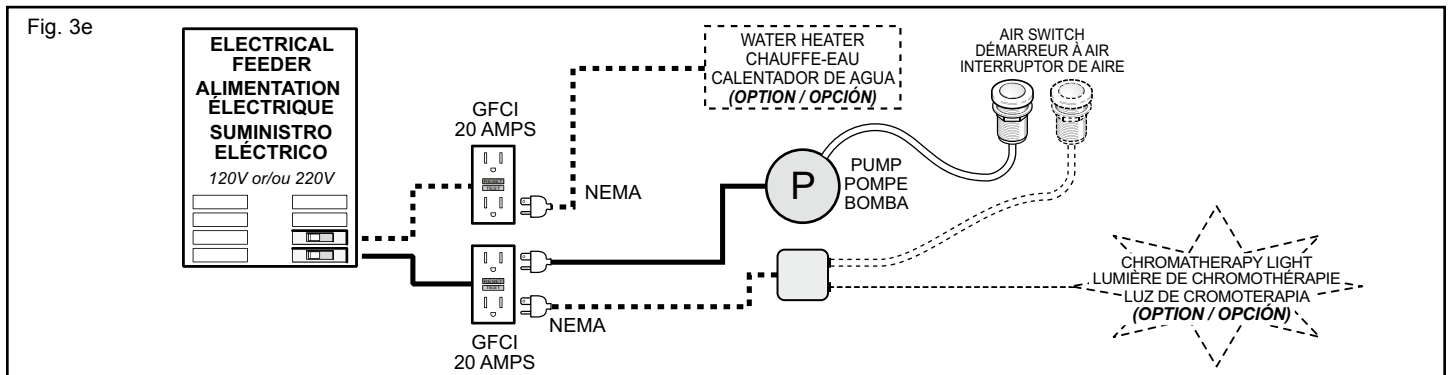 Fig. 3e
ELECTRICAL
FEEDER
ALIMENTATION
ÉLECTRIQUE
SUMINISTRO
ELÉCTRICO
120V or/ou 220V
GFCI
20 AMPS
NEMA
WATER HEATER
CHAUFFE-EAU
CALENTADOR DE AGUA
(OPTION / OPCIÓN)
AIR SWITCH
DÉMARREUR À AIR
INTERRUPTOR DE AIRE
P
PUMP
POMPE
BOMBA
NEMA
GFCI
20 AMPS
CHROMATHERAPY LIGHT
LUMIÈRE DE CHROMOTHÉRAPIE
LUZ DE CROMOTERAPIA
(OPTION / OPCIÓN)